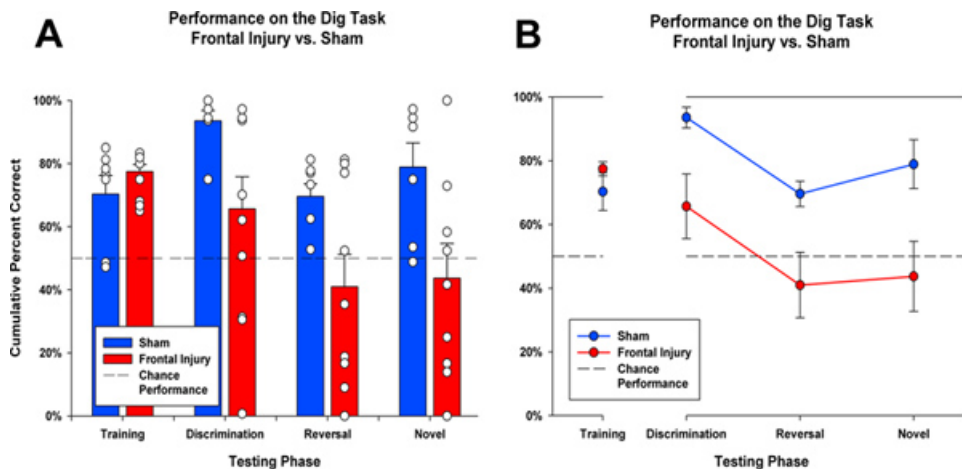 A
Performance on the Dig Task
Frontal Injury vs. Sham
Cumulative Percent Correct
100%
80%
60%
40%
20%
0%
Sham
Frontal Injury
Chance
Performance
Training Discrimination Reversal Novel
Testing Phase
B
Performance on the Dig Task
Frontal Injury vs. Sham
100%
80%
60%
40%
20%
0%
Sham
Frontal Injury
Chance
Performance
Training Discrimination Reversal Novel
Testing Phase